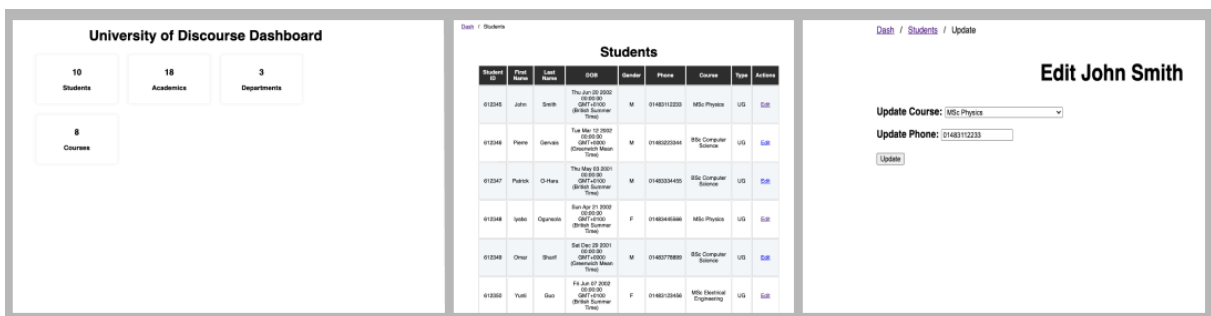 University of Discourse Dashboard
10
Students
18
Academics
3
Departments
8
Courses
Dash / Students
Students
Student ID First Name Last Name DOB Gender Phone Course Type Actions
612345 John Smith Thu Jun 20 2002 00:00:00 GMT+0100 (British Summer Time) M 01483112233 MSc Physics UG Edit
612346 Pierre Gervais Tue Mar 12 2002 00:00:00 GMT+0000 (Greenwich Mean Time) M 01483223344 BSc Computer Science UG Edit
612347 Patrick O-Hara Thu May 03 2001 00:00:00 GMT+0100 (British Summer Time) M 01483334455 BSc Computer Science UG Edit
612348 Iyabo Ogunsola Sun Apr 21 2002 00:00:00 GMT+0100 (British Summer Time) F 01483445566 MSc Physics UG Edit
612349 Omar Sharif Sat Dec 29 2001 00:00:00 GMT+0000 (Greenwich Mean Time) M 01483778899 BSc Computer Science UG Edit
612350 Yunli Guo Fri Jun 07 2002 00:00:00 GMT+0100 (British Summer Time) F 01483123456 MSc Electrical Engineering UG Edit
Dash / Students / Update
Edit John Smith
Update Course: MSc Physics
Update Phone: 01483112233
Update